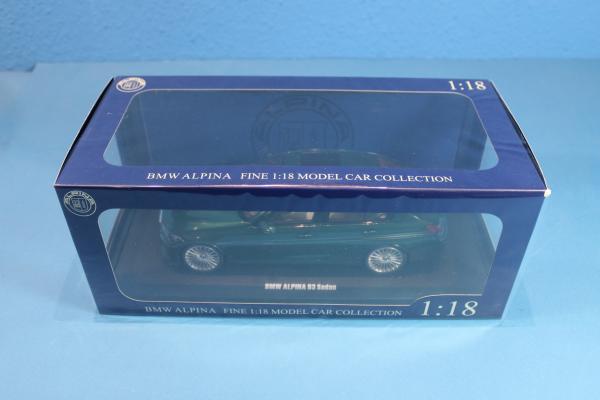 1:18
ALPINA
BMW ALPINA FINE 1:18 MODEL CAR COLLECTION
BMW ALPINA B3 Sedan
BMW ALPINA FINE 1:18 MODEL CAR COLLECTION 1:18